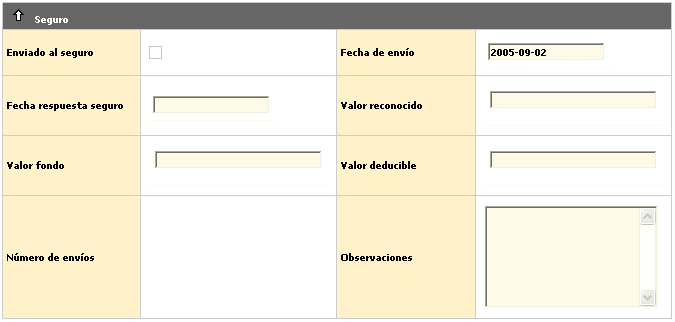 Seguro
Enviado al seguro
Fecha de envío
2005-09-02
Fecha respuesta seguro
Valor reconocido
Valor fondo
Valor deducible
Número de envíos
Observaciones